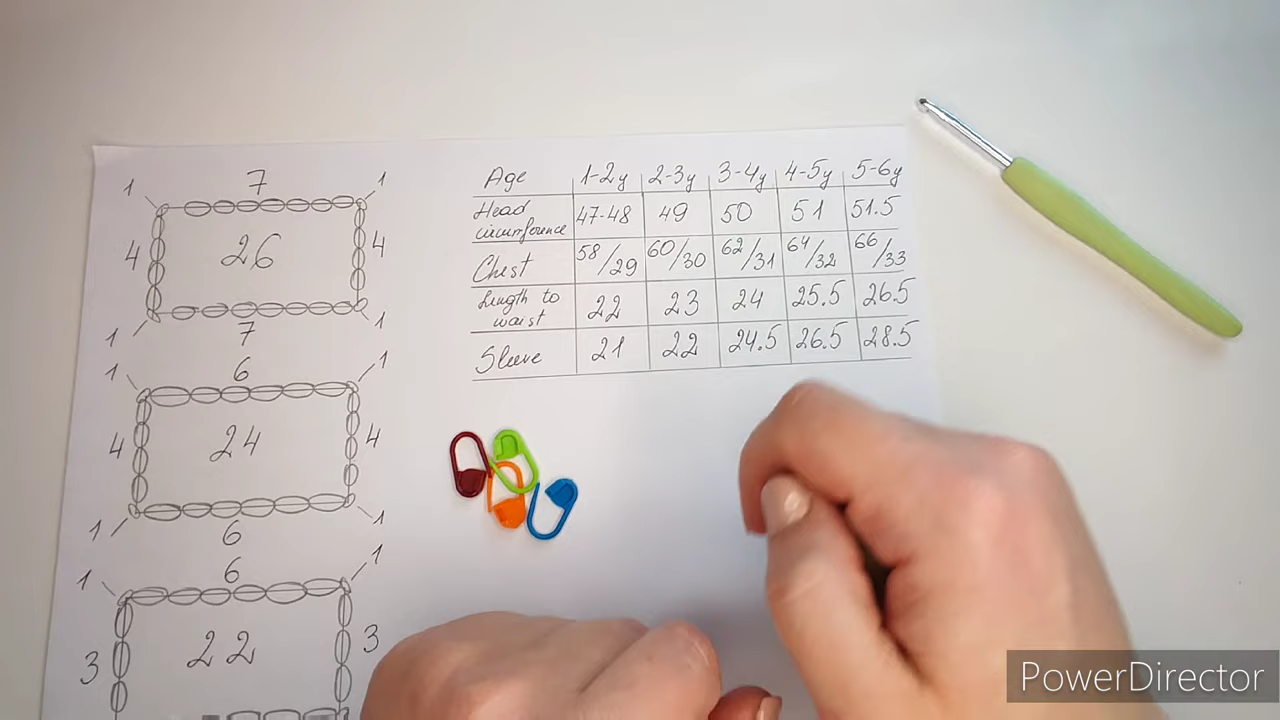 1 7 1
4 26 4
1 7 1
1 6 1
4 24 4
1 6 1
1 6 1
3 22 3
Age 1-2y 2-3y 3-4y 4-5y 5-6y
Head circumference 47-48 49 50 51 51.5
Chest 58/29 60/30 62/31 64/32 66/33
Length to waist 22 23 24 25.5 26.5
Sleeve 21 22 24.5 26.5 28.5
PowerDirector